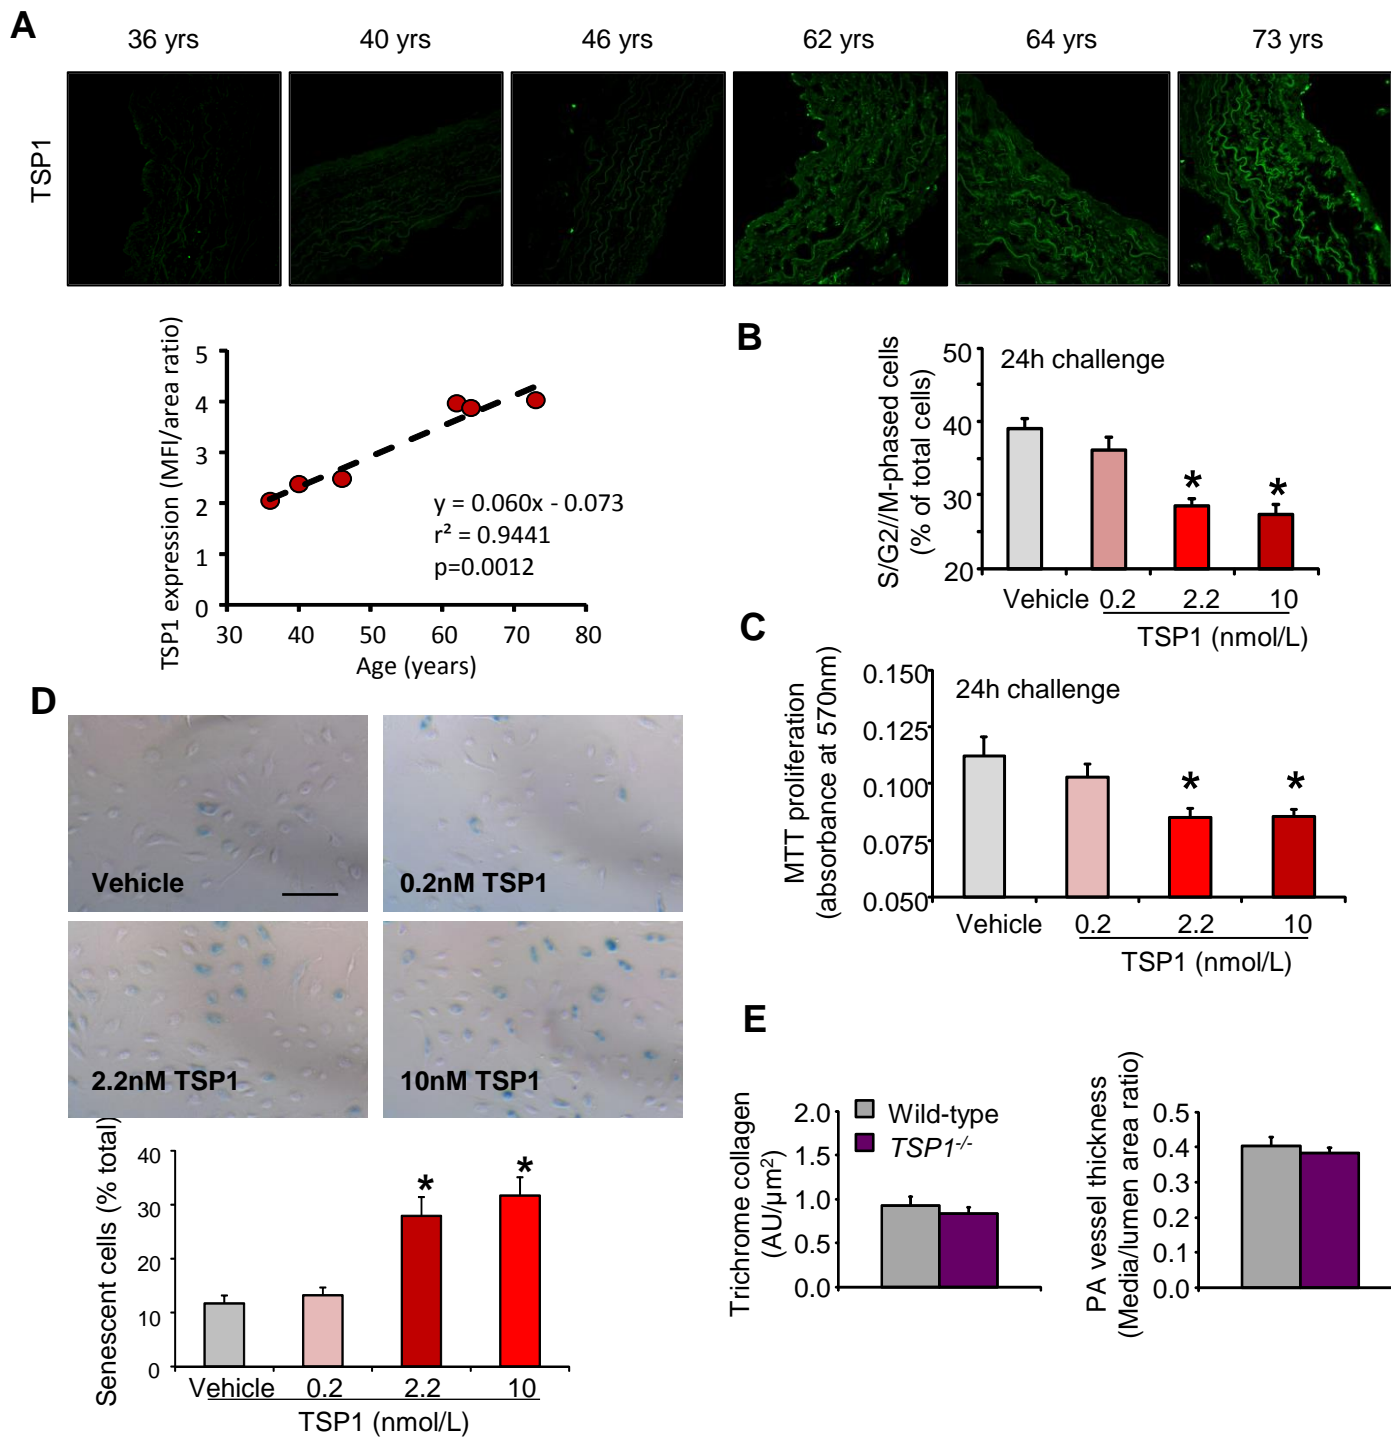 A
36 yrs
40 yrs
46 yrs
62 yrs
64 yrs
73 yrs
TSP1
TSP1 expression (MFI/area ratio)
5
4
3
2
1
0
30 40 50 60 70 80
Age (years)
y = 0.060x - 0.073
r² = 0.9441
p=0.0012
B
S/G2//M-phased cells
(% of total cells)
50
40
30
20
24h challenge
*
*
Vehicle 0.2 2.2 10
TSP1 (nmol/L)
C
MTT proliferation
(absorbance at 570nm)
0.150
0.125
0.100
0.075
0.050
24h challenge
*
*
Vehicle 0.2 2.2 10
TSP1 (nmol/L)
D
Vehicle
0.2nM TSP1
2.2nM TSP1
10nM TSP1
Senescent cells (% total)
40
30
20
10
0
*
*
Vehicle 0.2 2.2 10
TSP1 (nmol/L)
E
Trichrome collagen
(AU/µm²)
2.0
1.5
1.0
0.5
0.0
Wild-type
TSP1-/-
PA vessel thickness
(Media/lumen area ratio)
0.5
0.4
0.3
0.2
0.1
0.0